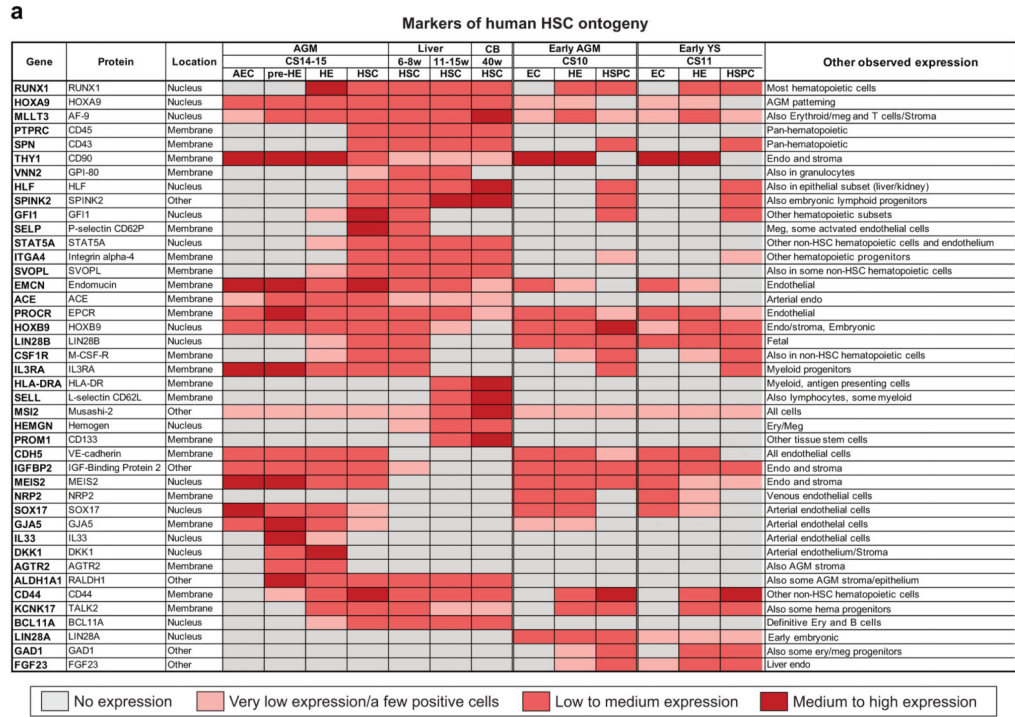 a
Markers of human HSC ontogeny
Gene Protein Location AGM Liver CB Early AGM Early YS Other observed expression
CS14-15 6-8w 11-15w 40w CS10 CS11
AEC pre-HE HE HSC HSC HSC HSC EC HE HSPC EC HE HSPC
RUNX1 RUNX1 Nucleus Most hematopoietic cells
HOXA9 HOXA9 Nucleus AGM patterning
MLLT3 AF-9 Nucleus Also Erythroid/meg and T cells/Stroma
PTPRC CD45 Membrane Pan-hematopoietic
SPN CD43 Membrane Pan-hematopoietic
THY1 CD90 Membrane Endo and stroma
VNN2 GPI-80 Membrane Also in granulocytes
HLF HLF Nucleus Also in epithelial subset (liver/kidney)
SPINK2 SPINK2 Other Also embryonic lymphoid progenitors
GFI1 GFI1 Nucleus Other hematopoietic subsets
SELP P-selectin CD62P Membrane Meg, some actvated endothelial cells
STAT5A STAT5A Nucleus Other non-HSC hematopoietic cells and endothelium
ITGA4 Integrin alpha-4 Membrane Other hematopoietic progenitors
SVOPL SVOPL Membrane Also in some non-HSC hematopoietic cells
EMCN Endomucin Membrane Endothelial
ACE ACE Membrane Arterial endo
PROCR EPCR Membrane Endothelial
HOXB9 HOXB9 Nucleus Endo/stroma, Embryonic
LIN28B LIN28B Nucleus Fetal
CSF1R M-CSF-R Membrane Also in non-HSC hematopoietic cells
IL3RA IL3RA Membrane Myeloid progenitors
HLA-DRA HLA-DR Membrane Myeloid, antigen presenting cells
SELL L-selectin CD62L Membrane Also lymphocytes, some myeloid
MSI2 Musashi-2 Other All cells
HEMGN Hemogen Nucleus Ery/Meg
PROM1 CD133 Membrane Other tissue stem cells
CDH5 VE-cadherin Membrane All endothelial cells
IGFBP2 IGF-Binding Protein 2 Other Endo and stroma
MEIS2 MEIS2 Nucleus Endo and stroma
NRP2 NRP2 Membrane Venous endothelial cells
SOX17 SOX17 Nucleus Arterial endothelial cells
GJA5 GJA5 Membrane Arterial endothelal cells
IL33 IL33 Nucleus Arterial endothelial cells
DKK1 DKK1 Nucleus Arterial endothelium/Stroma
AGTR2 AGTR2 Membrane Also AGM stroma
ALDH1A1 RALDH1 Other Also some AGM stroma/epithelium
CD44 CD44 Membrane Other non-HSC hematopoietic cells
KCNK17 TALK2 Membrane Also some hema progenitors
BCL11A BCL11A Nucleus Definitive Ery and B cells
LIN28A LIN28A Nucleus Early embryonic
GAD1 GAD1 Other Also some ery/meg progenitors
FGF23 FGF23 Other Liver endo
No expression Very low expression/a few positive cells Low to medium expression Medium to high expression